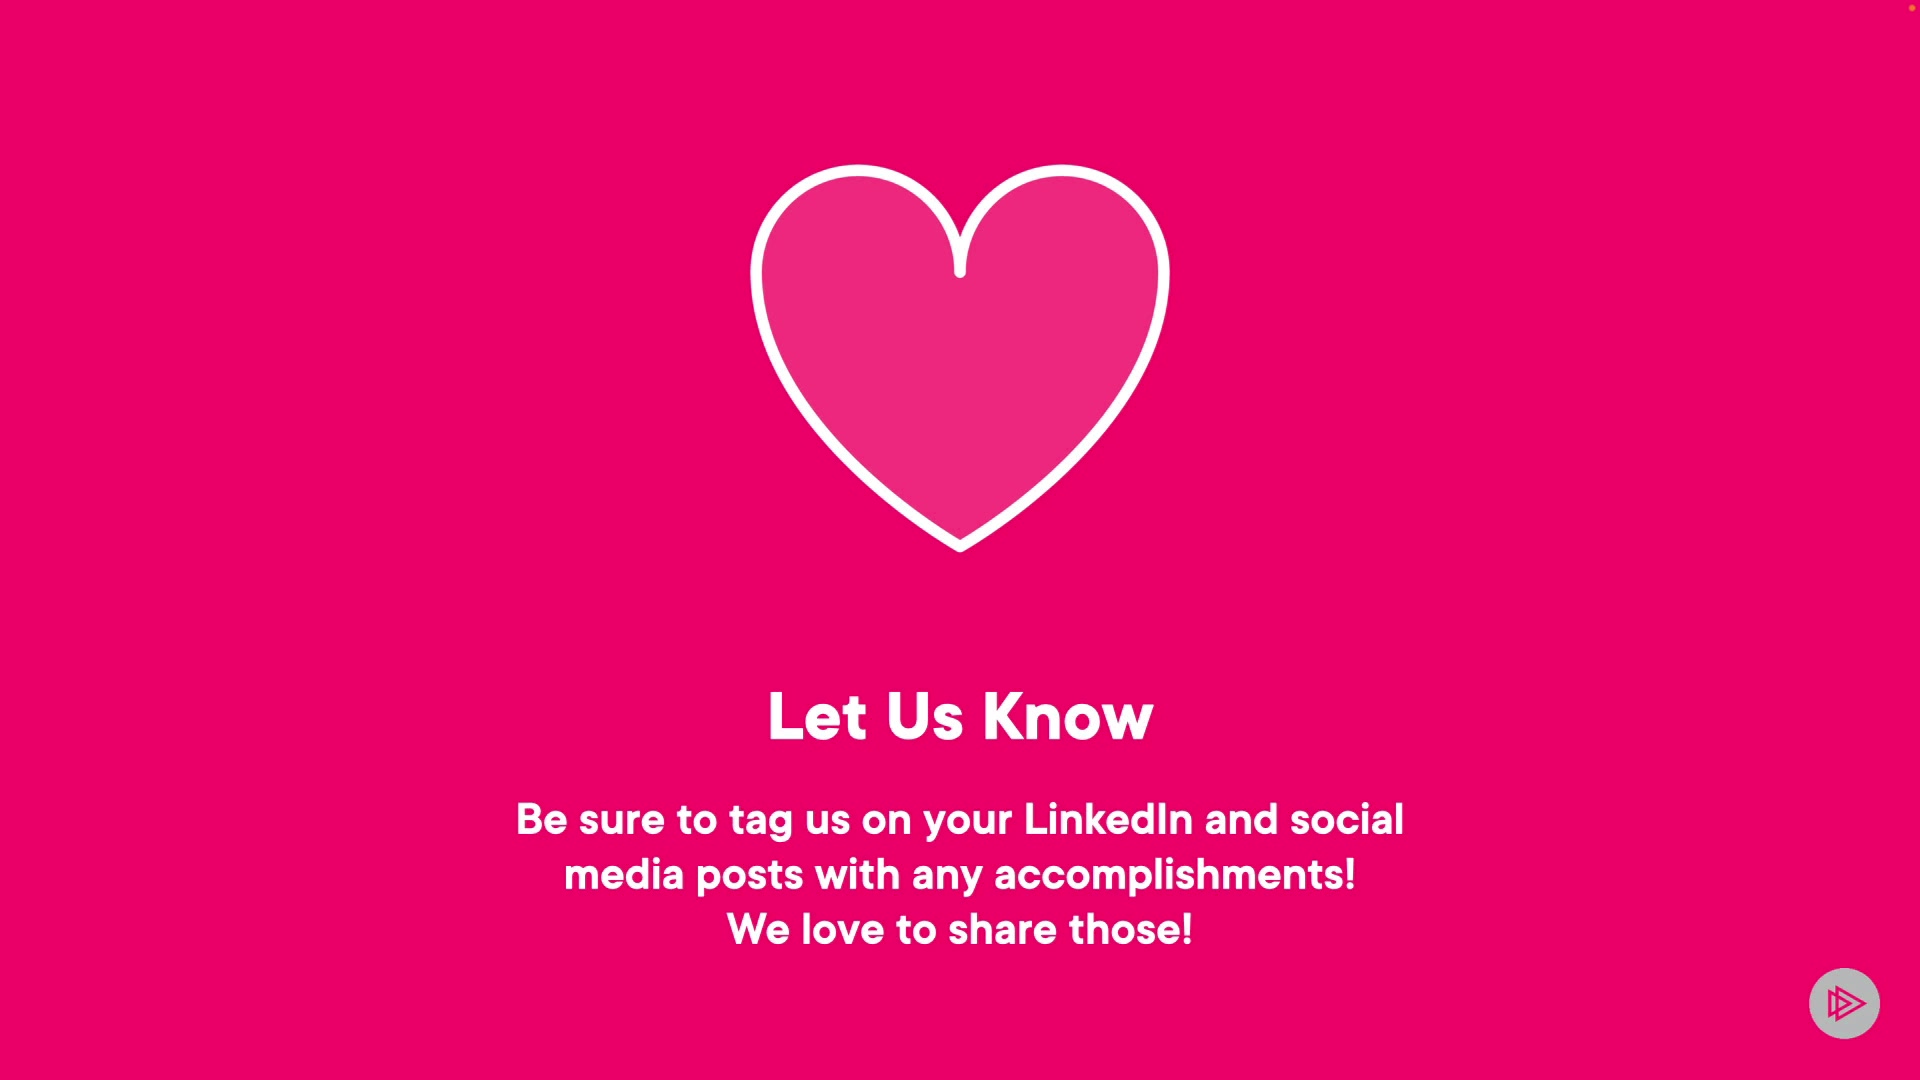 Let Us Know
Be sure to tag us on your LinkedIn and social
media posts with any accomplishments!
We love to share those!